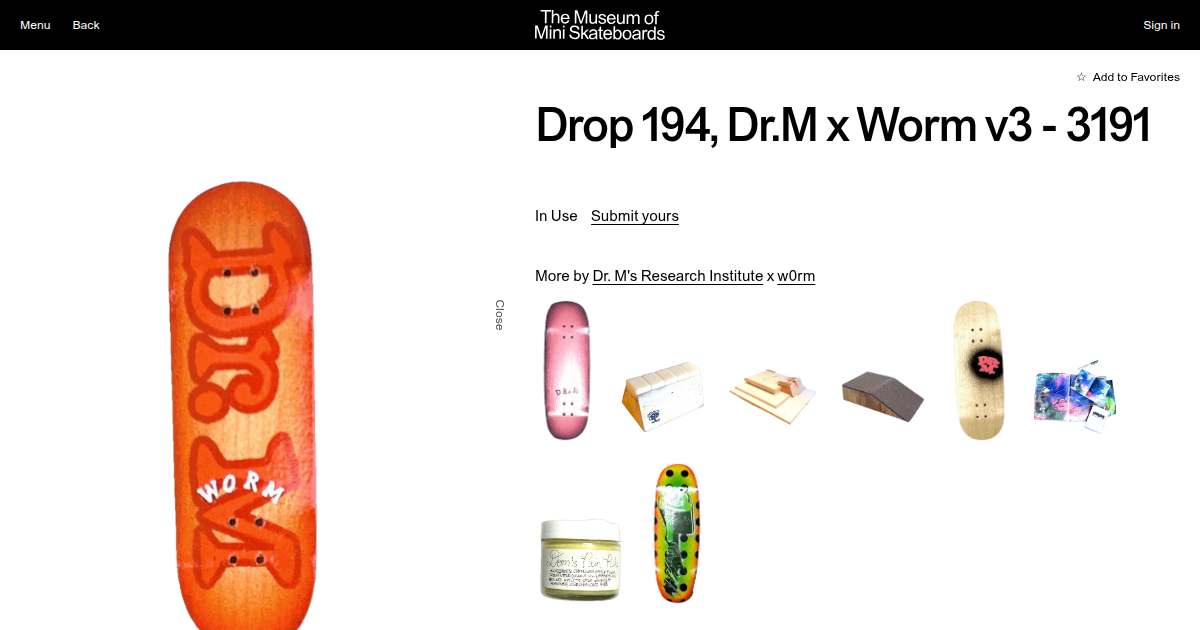 Menu
Back
The Museum of
Mini Skateboards
Sign in
☆ Add to Favorites
Drop 194, Dr.M x Worm v3 - 3191
In Use
Submit yours
More by Dr. M's Research Institute x w0rm
Close
Dr.
M
WORM